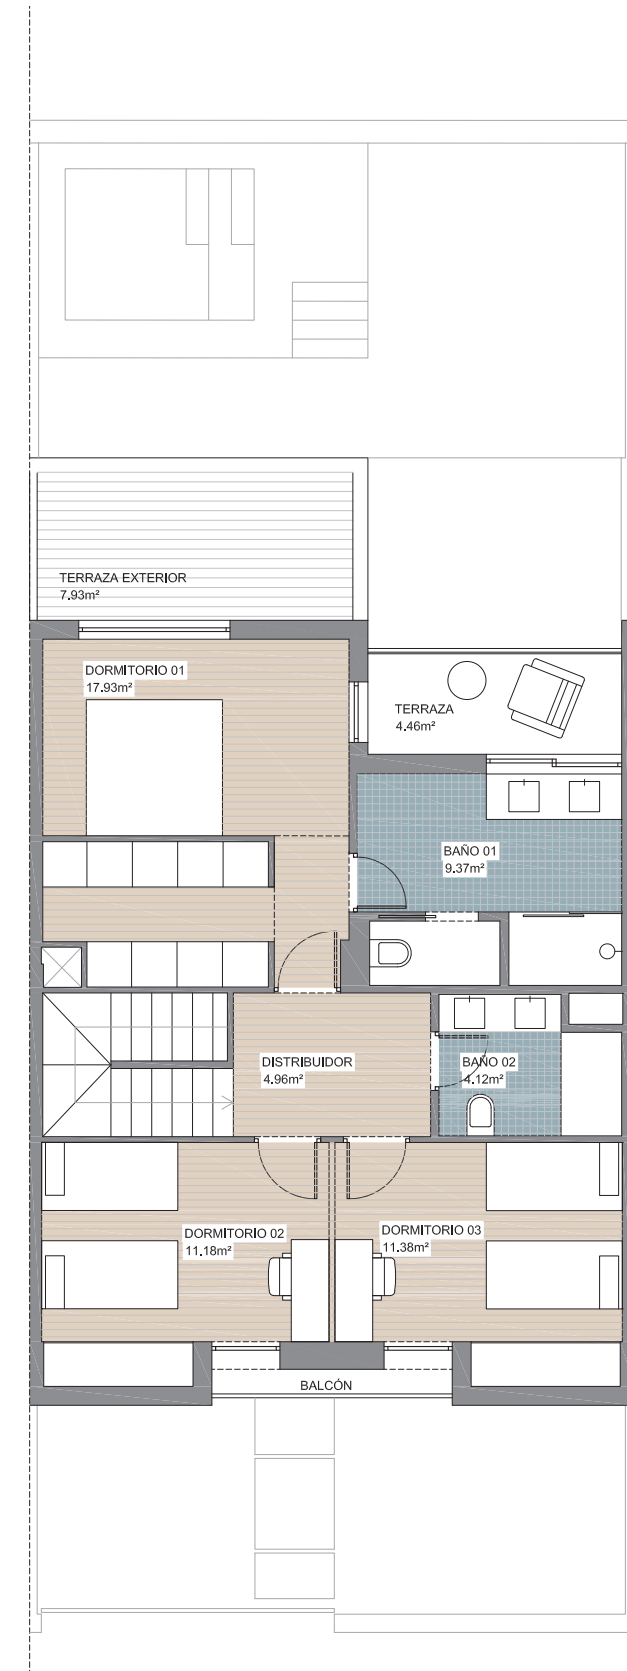 TERRAZA EXTERIOR
7.93m²
DORMITORIO 01
17.93m²
TERRAZA
4.46m²
BAÑO 01
9.37m²
DISTRIBUIDOR
4.96m²
BAÑO 02
4.12m²
DORMITORIO 02
11.18m²
DORMITORIO 03
11.38m²
BALCÓN